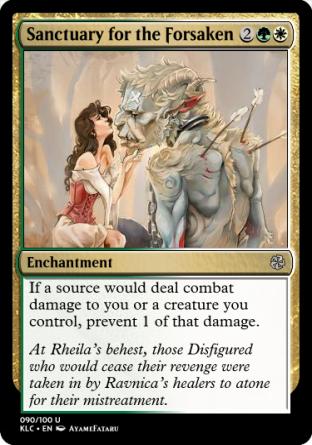 Sanctuary for the Forsaken 2
Enchantment
If a source would deal combat
damage to you or a creature you
control, prevent 1 of that damage.
At Rheila's behest, those Disfigured
who would cease their revenge were
taken in by Ravnica's healers to atone
for their mistreatment.
090/100 U
KLC • EN AyameFataru